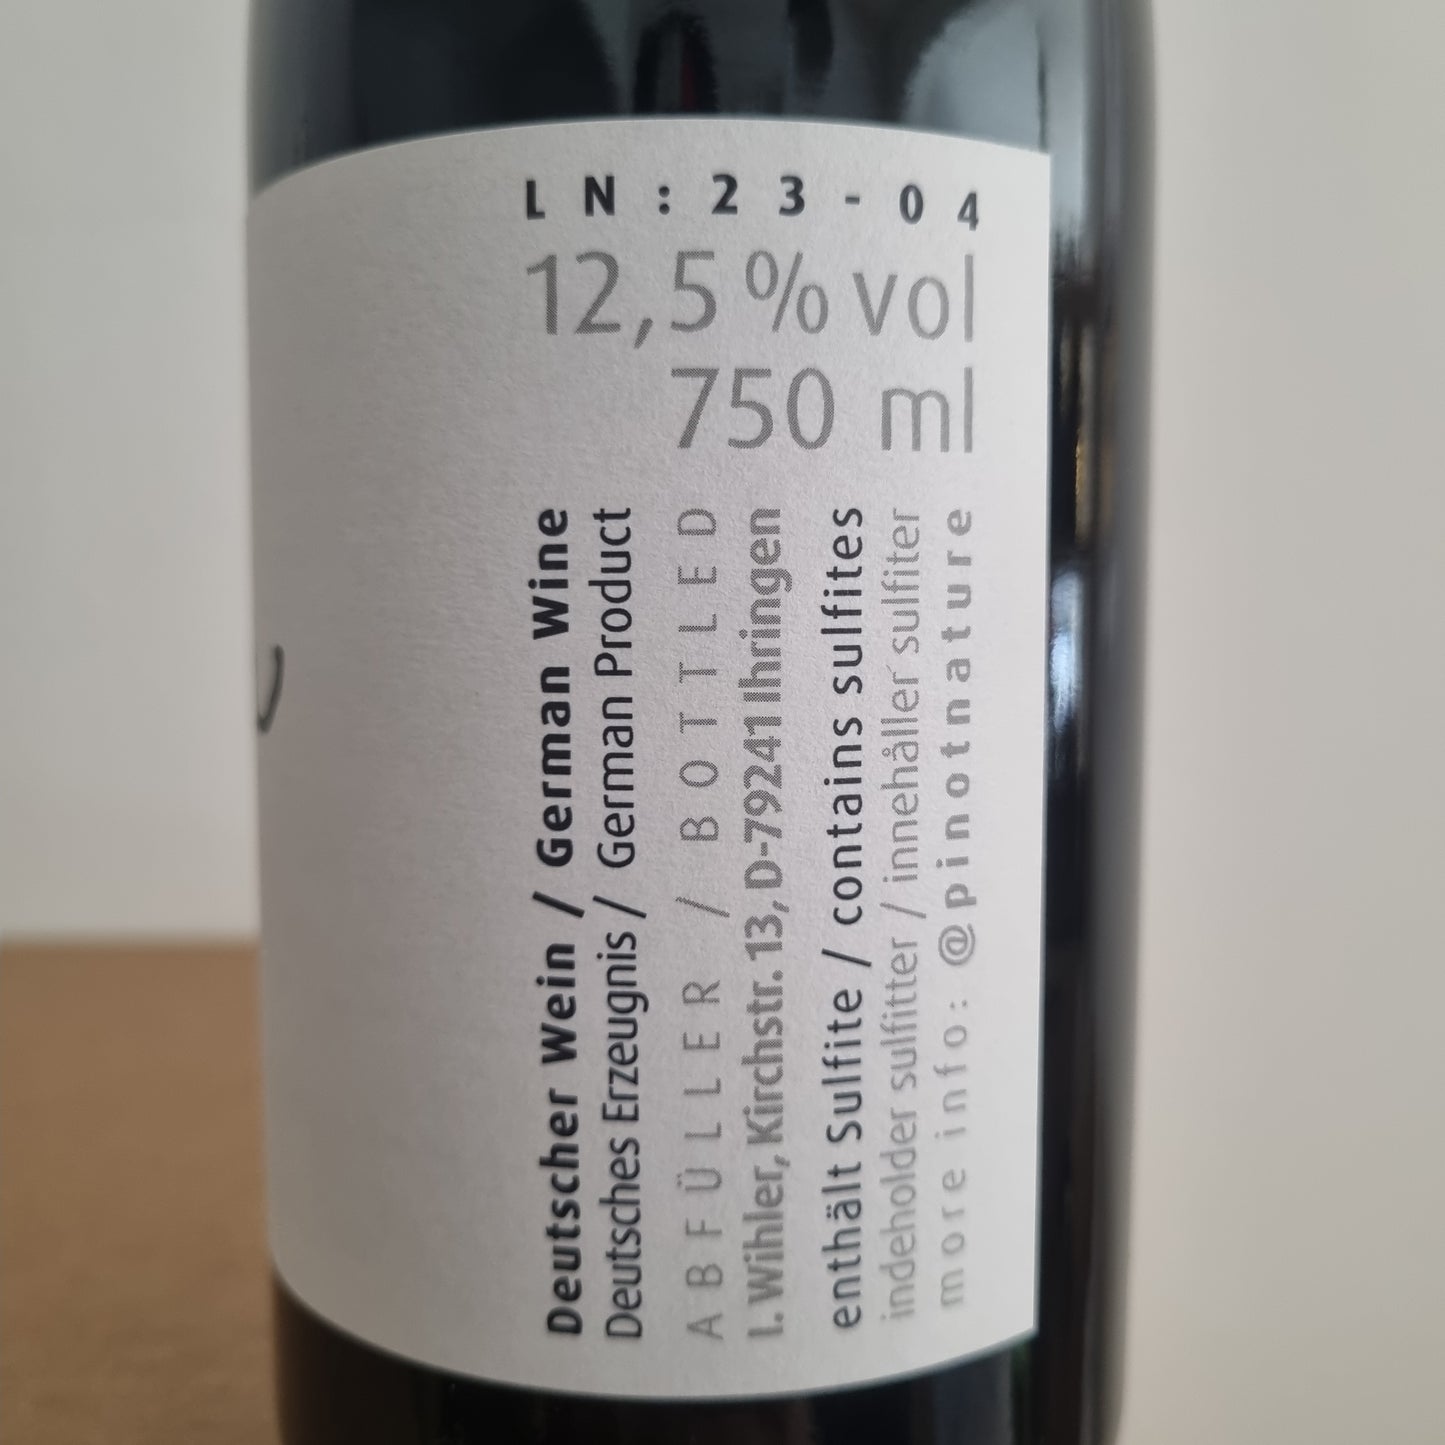 LN:23-04
12,5 % vol
750 ml
Deutscher Wein / German Wine
Deutsches Erzeugnis / German Product
ABFÜLLER / BOTTLED
I. Wihler, Kirchstr. 13, D-79241 Ihringen
enthält Sulfite / contains sulfites
indeholder sulfitter / innehåller sulfiter
more info: @pinotnature